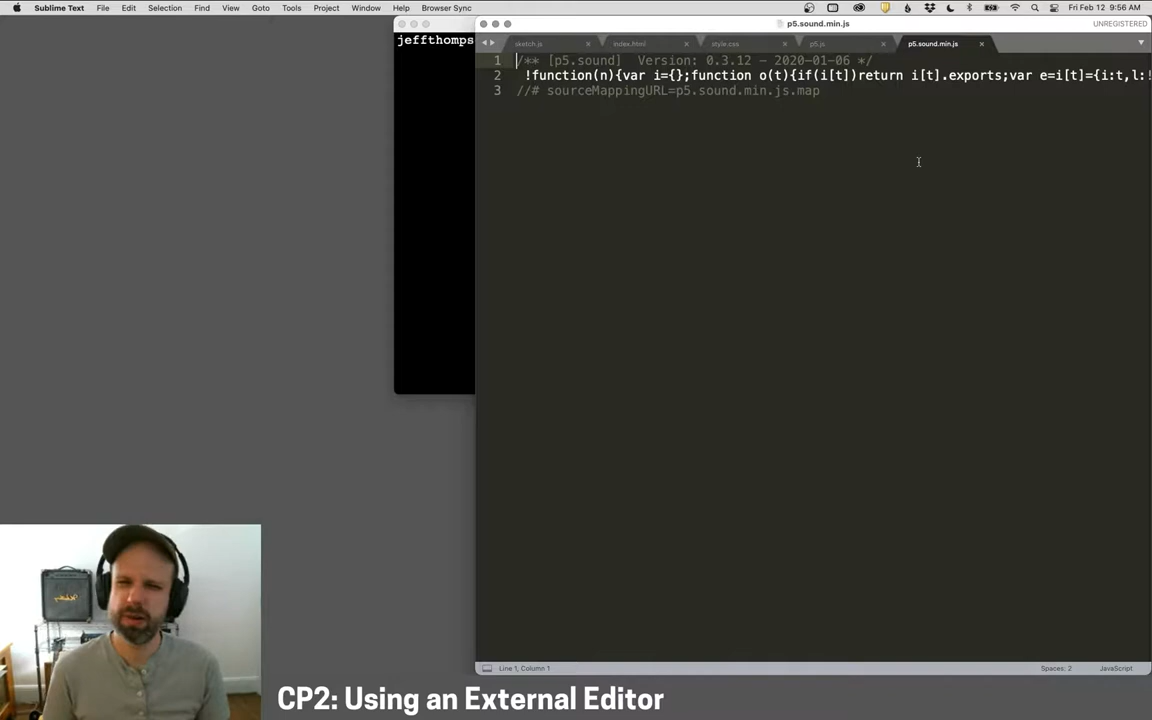 Sublime Text File Edit Selection Find View Goto Tools Project Window Help Browser Sync Fri Feb 12 9:56 AM
p5.sound.min.js UNREGISTERED
jeffthomps
sketch.js index.html style.css p5.js p5.sound.min.js
1 /** [p5.sound] Version: 0.3.12 - 2020-01-06 */
2 !function(n){var i={};function o(t){if(i[t])return i[t].exports;var e=i[t]={i:t,l:!
3 //# sourceMappingURL=p5.sound.min.js.map
Line 1, Column 1 Spaces: 2 JavaScript
CP2: Using an External Editor